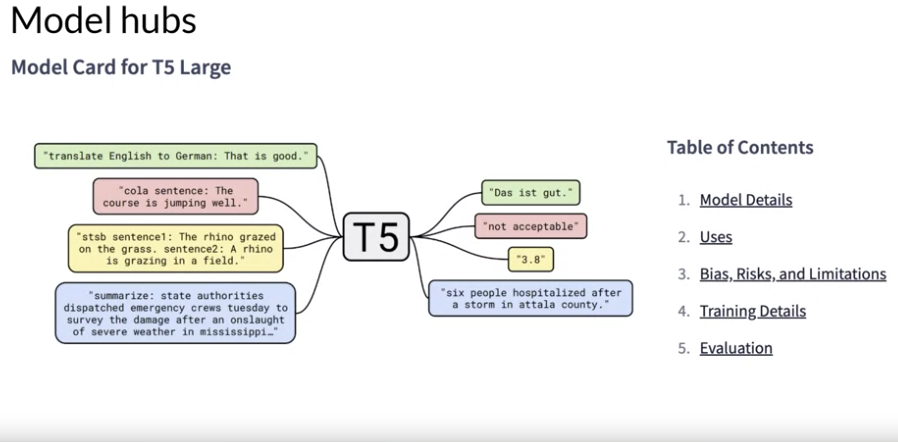 Model hubs
Model Card for T5 Large
"translate English to German: That is good."
"cola sentence: The
course is jumping well."
"stsb sentence1: The rhino grazed
on the grass. sentence2: A rhino
is grazing in a field."
"summarize: state authorities
dispatched emergency crews tuesday to
survey the damage after an onslaught
of severe weather in mississippi…"
T5
"Das ist gut."
"not acceptable"
"3.8"
"six people hospitalized after
a storm in attala county."
Table of Contents
1. Model Details
2. Uses
3. Bias, Risks, and Limitations
4. Training Details
5. Evaluation